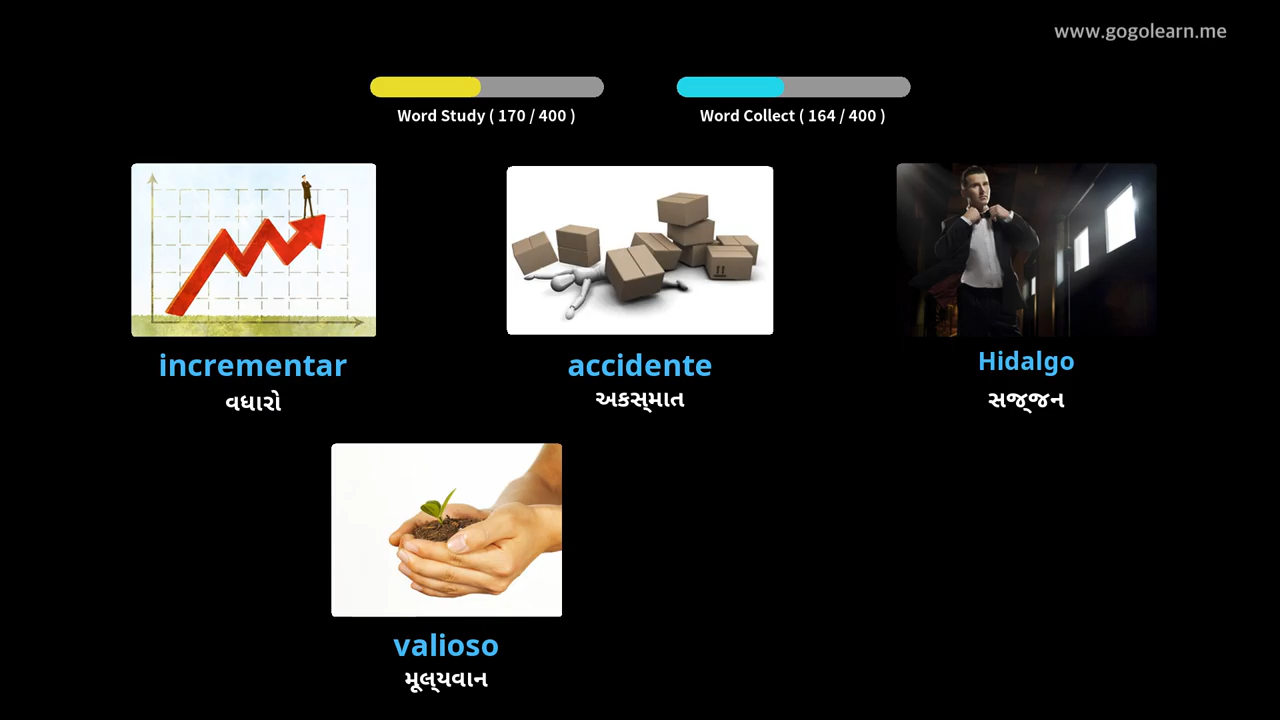 www.gogolearn.me
Word Study ( 170 / 400 )
Word Collect ( 164 / 400 )
incrementar
accidente
Hidalgo
વધારો
અકસ્માત
સજ્જન
valioso
મૂલ્યવાન